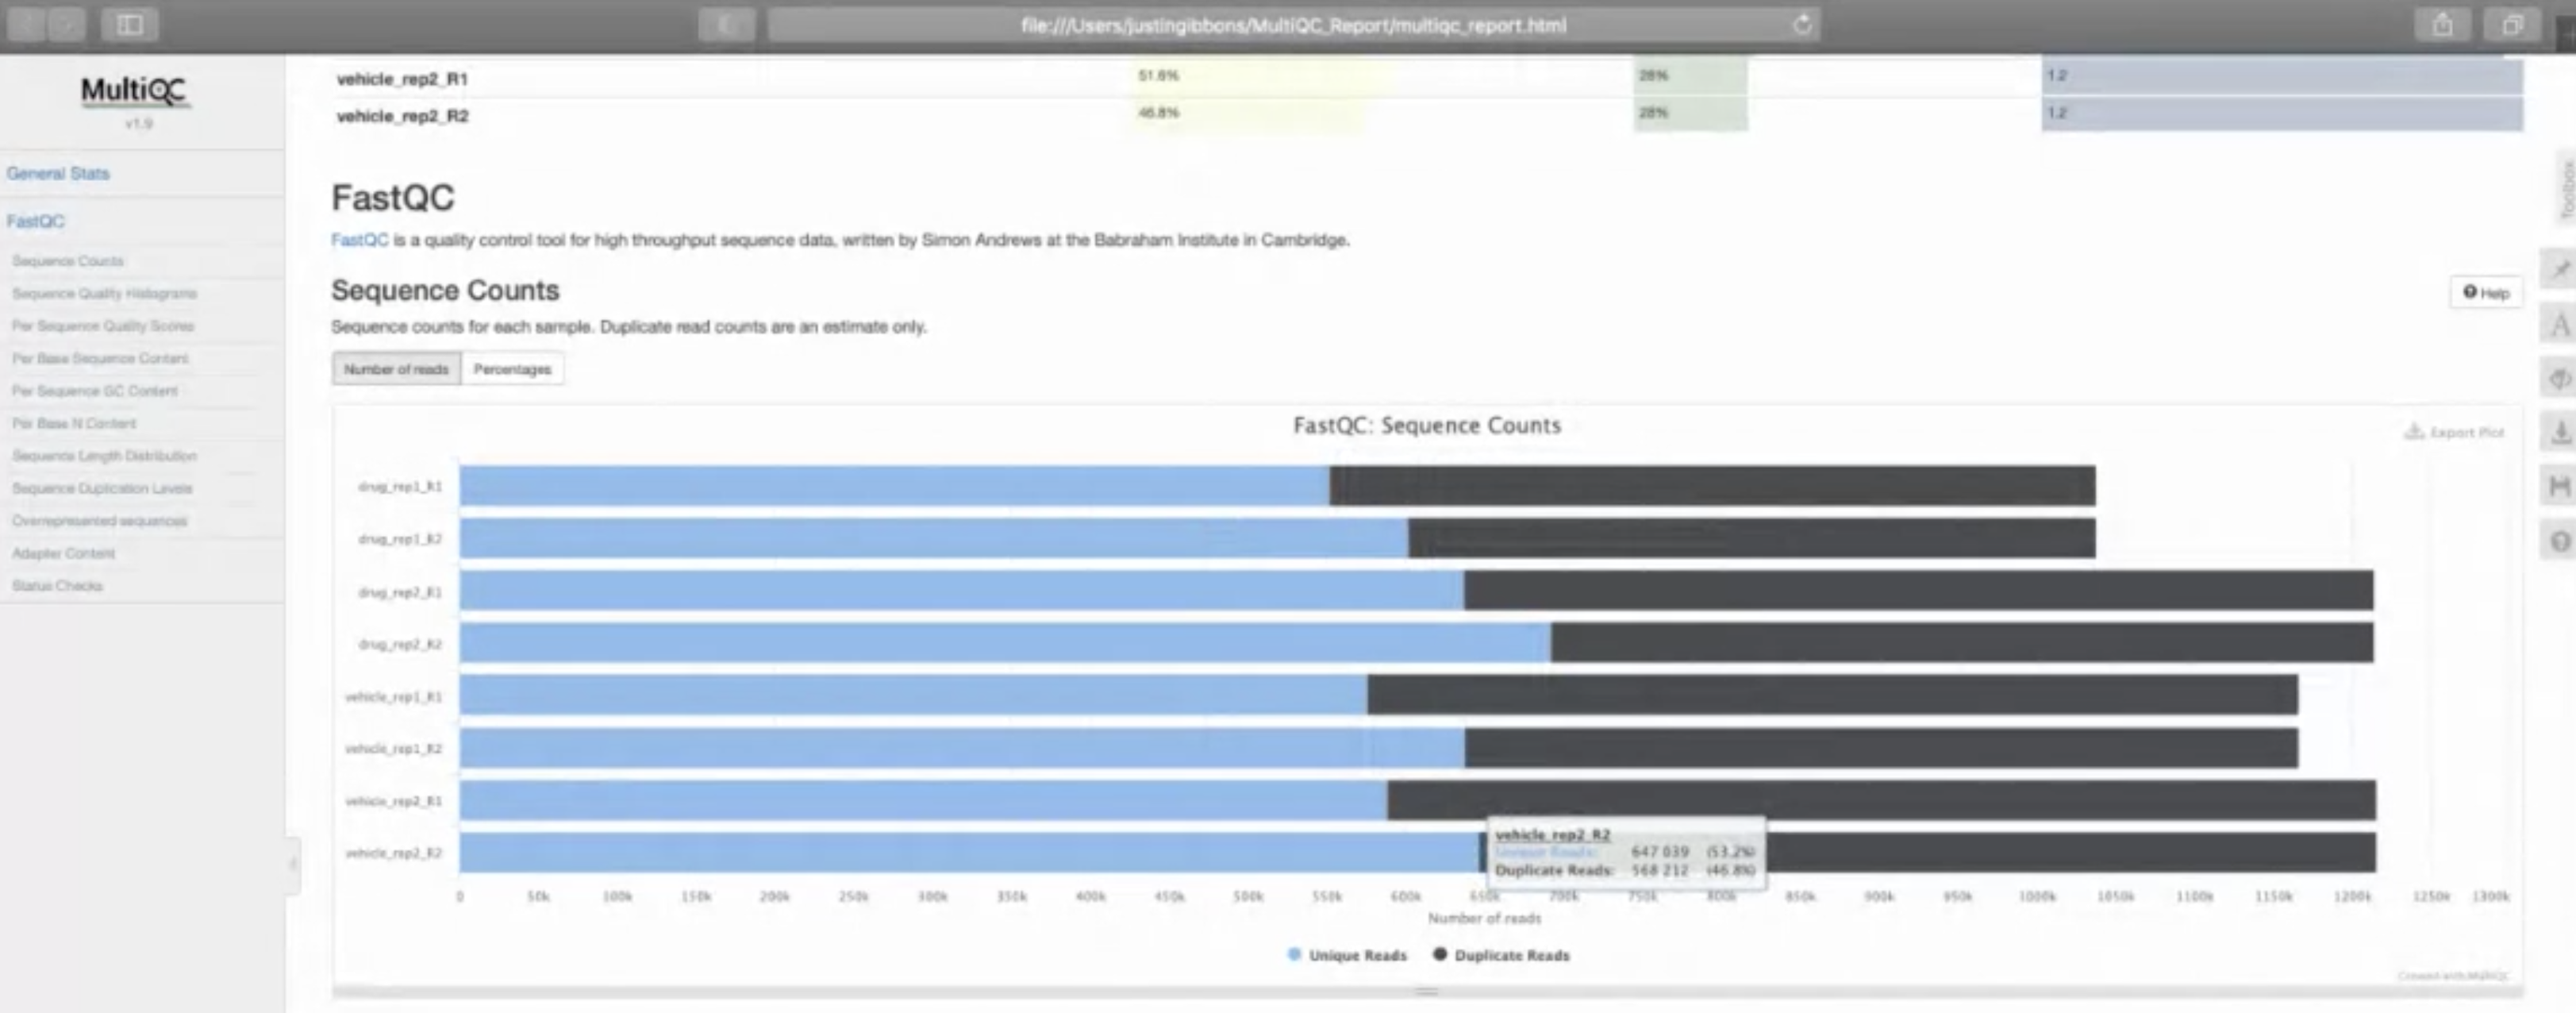 file:///Users/justingibbons/MultiQC_Report/multiqc_report.html
MultiQC
v1.9
General Stats
FastQC
Sequence Counts
Sequence Quality Histograms
Per Sequence Quality Scores
Per Base Sequence Content
Per Sequence GC Content
Per Base N Content
Sequence Length Distribution
Sequence Duplication Levels
Overrepresented sequences
Adapter Content
Status Checks
vehicle_rep2_R1 51.6% 28% 1.2
vehicle_rep2_R2 46.8% 28% 1.2
FastQC
FastQC is a quality control tool for high throughput sequence data, written by Simon Andrews at the Babraham Institute in Cambridge.
Sequence Counts
Help
Sequence counts for each sample. Duplicate read counts are an estimate only.
Number of reads Percentages
FastQC: Sequence Counts
Export Plot
drug_rep1_R1
drug_rep1_R2
drug_rep2_R1
drug_rep2_R2
vehicle_rep1_R1
vehicle_rep1_R2
vehicle_rep2_R1
vehicle_rep2_R2
vehicle_rep2_R2
Unique Reads: 647 039 (53.2%)
Duplicate Reads: 568 212 (46.8%)
0 50k 100k 150k 200k 250k 300k 350k 400k 450k 500k 550k 600k 650k 700k 750k 800k 850k 900k 950k 1000k 1050k 1100k 1150k 1200k 1250k 1300k
Number of reads
Unique Reads Duplicate Reads
Created with MultiQC
Toolbox